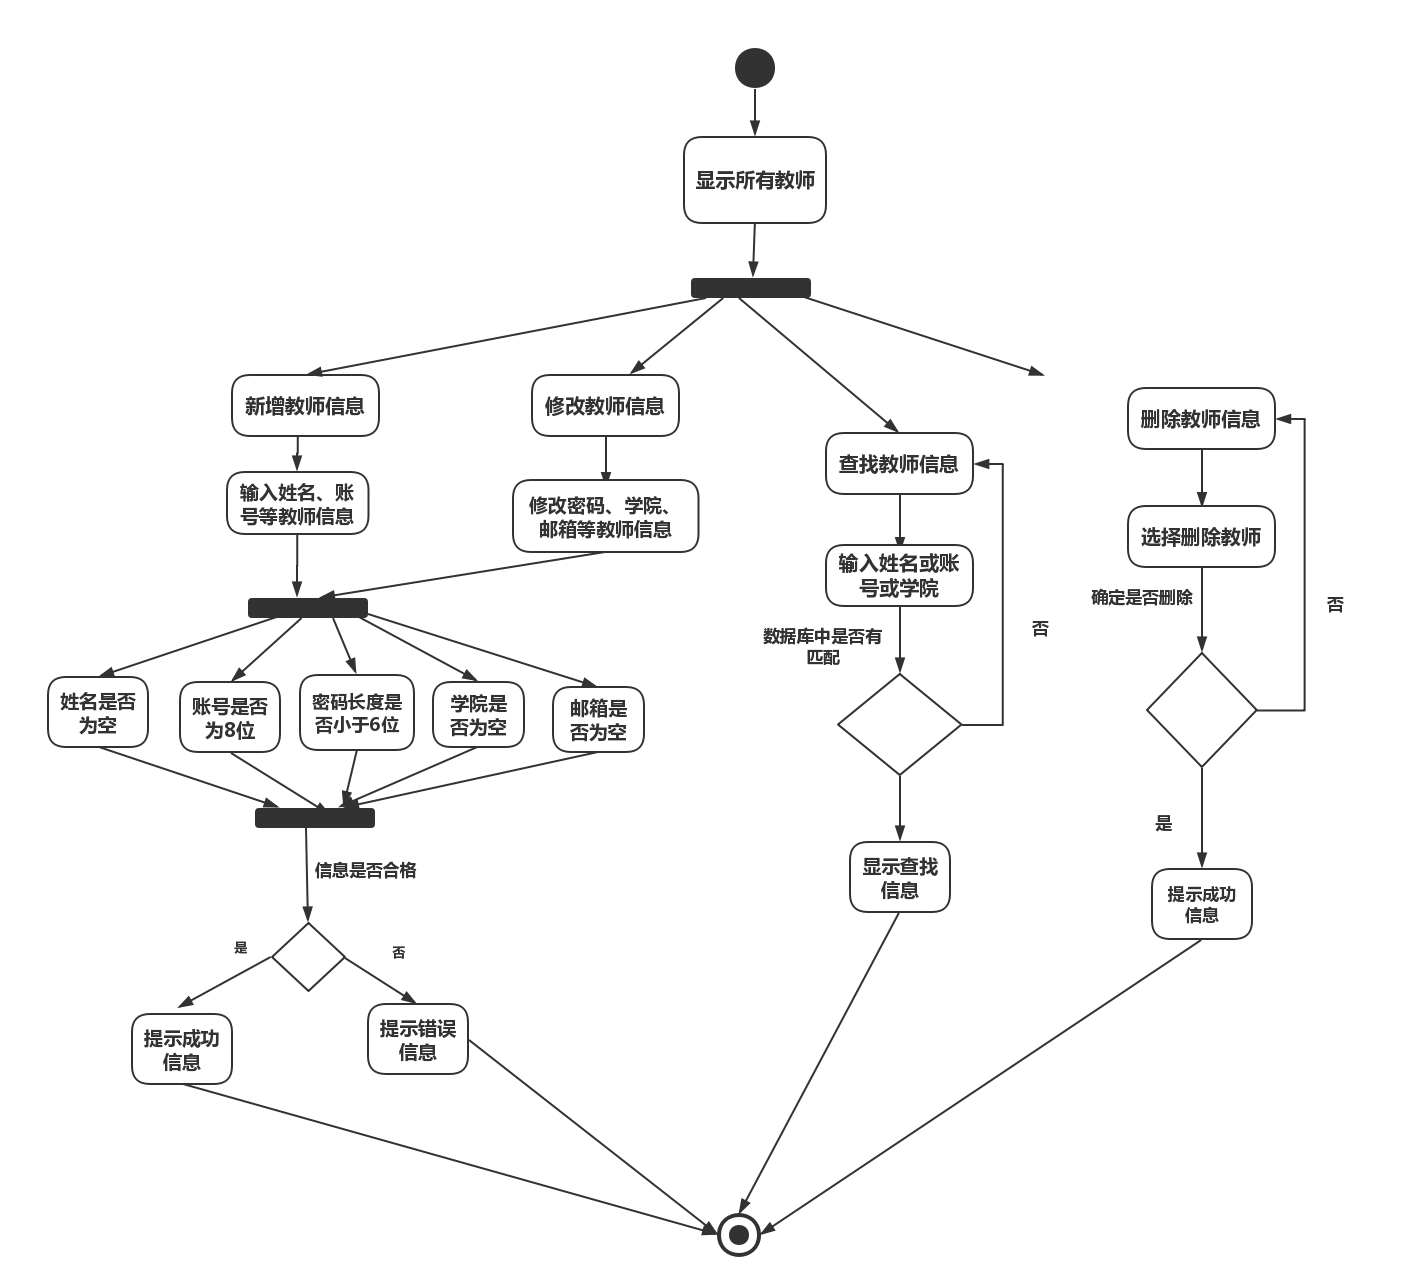 显示所有教师
新增教师信息
修改教师信息
删除教师信息
查找教师信息
输入姓名、账
号等教师信息
修改密码、学院、
邮箱等教师信息
选择删除教师
输入姓名或账
号或学院
确定是否删除
否
数据库中是否有
匹配
否
姓名是否
为空
账号是否
为8位
密码长度是
否小于6位
学院是
否为空
邮箱是
否为空
是
信息是否合格
显示查找
信息
提示成功
信息
是
否
提示成功
信息
提示错误
信息